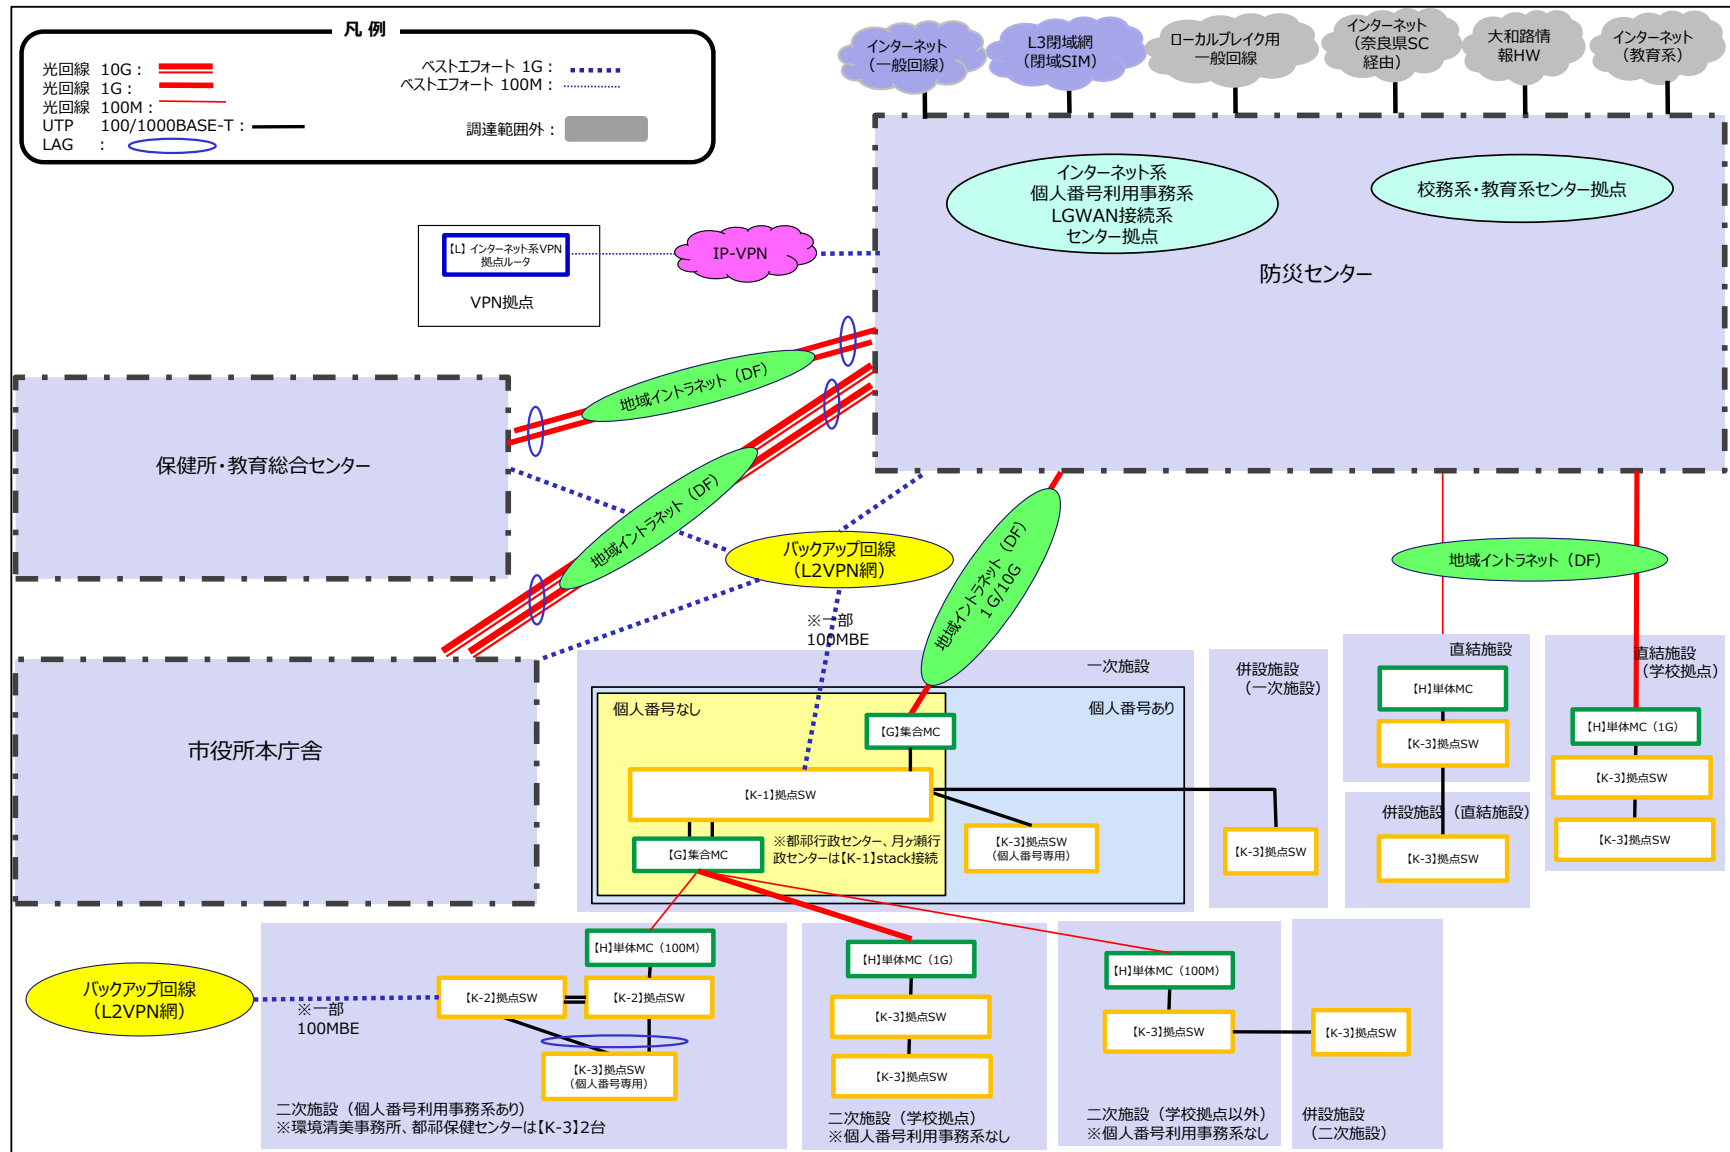 凡 例
光回線 10G：
光回線 1G：
光回線 100M：
UTP 100/1000BASE-T：
LAG ：
ベストエフォート 1G：
ベストエフォート 100M：
調達範囲外：
インターネット
（一般回線）
L3閉域網
（閉域SIM）
ローカルブレイク用
一般回線
インターネット
（奈良県SC
経由）
大和路情
報HW
インターネット
（教育系）
インターネット系
個人番号利用事務系
LGWAN接続系
センター拠点
校務系・教育系センター拠点
防災センター
【L】インターネット系VPN
拠点ルータ
VPN拠点
IP-VPN
地域イントラネット（DF）
保健所・教育総合センター
地域イントラネット（DF）
バックアップ回線
（L2VPN網）
地域イントラネット（DF）
1G/10G
地域イントラネット（DF）
※一部
100MBE
市役所本庁舎
一次施設
個人番号なし
個人番号あり
【G】集合MC
【K-1】拠点SW
【G】集合MC
※都祁行政センター、月ヶ瀬行
政センターは【K-1】stack接続
【K-3】拠点SW
（個人番号専用）
併設施設
（一次施設）
【K-3】拠点SW
直結施設
【H】単体MC
【K-3】拠点SW
併設施設（直結施設）
【K-3】拠点SW
直結施設
（学校拠点）
【H】単体MC（1G）
【K-3】拠点SW
【K-3】拠点SW
バックアップ回線
（L2VPN網）
※一部
100MBE
【H】単体MC（100M）
【K-2】拠点SW
【K-2】拠点SW
【K-3】拠点SW
（個人番号専用）
二次施設（個人番号利用事務系あり）
※環境清美事務所、都祁保健センターは【K-3】2台
【H】単体MC（1G）
【K-3】拠点SW
【K-3】拠点SW
二次施設（学校拠点）
※個人番号利用事務系なし
【H】単体MC（100M）
【K-3】拠点SW
二次施設（学校拠点以外）
※個人番号利用事務系なし
【K-3】拠点SW
併設施設
（二次施設）